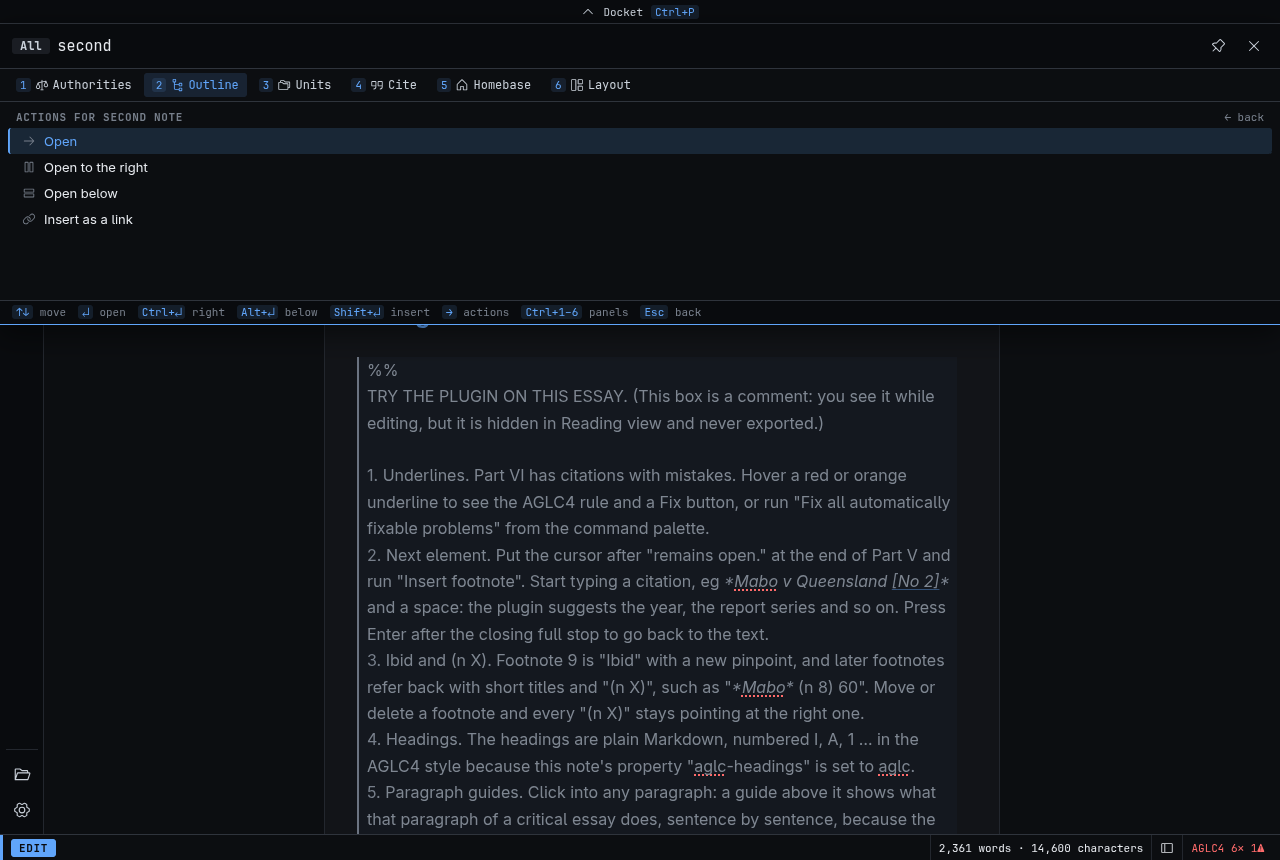 Docket Ctrl+P
All second
1 Authorities 2 Outline 3 Units 4 Cite 5 Homebase 6 Layout
ACTIONS FOR SECOND NOTE ← back
→ Open
Open to the right
Open below
Insert as a link
↑↓ move ↵ open Ctrl+↵ right Alt+↵ below Shift+↵ insert → actions Ctrl+1–6 panels Esc back
%%
TRY THE PLUGIN ON THIS ESSAY. (This box is a comment: you see it while
editing, but it is hidden in Reading view and never exported.)
1. Underlines. Part VI has citations with mistakes. Hover a red or orange
underline to see the AGLC4 rule and a Fix button, or run "Fix all automatically
fixable problems" from the command palette.
2. Next element. Put the cursor after "remains open." at the end of Part V and
run "Insert footnote". Start typing a citation, eg *Mabo v Queensland [No 2]*
and a space: the plugin suggests the year, the report series and so on. Press
Enter after the closing full stop to go back to the text.
3. Ibid and (n X). Footnote 9 is "Ibid" with a new pinpoint, and later footnotes
refer back with short titles and "(n X)", such as "*Mabo* (n 8) 60". Move or
delete a footnote and every "(n X)" stays pointing at the right one.
4. Headings. The headings are plain Markdown, numbered I, A, 1 ... in the
AGLC4 style because this note's property "aglc-headings" is set to aglc.
5. Paragraph guides. Click into any paragraph: a guide above it shows what
that paragraph of a critical essay does, sentence by sentence, because the
EDIT 2,361 words · 14,600 characters AGLC4 6× 1⚠